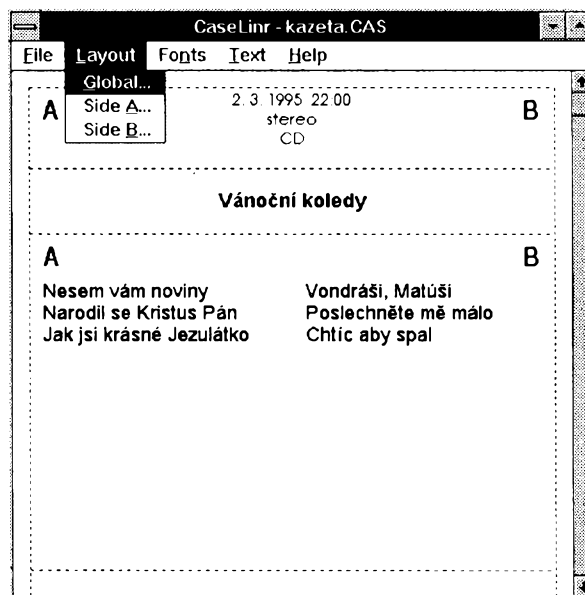 CaseLinr - kazeta.CAS
File Layout Fonts Text Help
Global...
Side A...
Side B...
A 2. 3. 1995 22:00 B
stereo
CD
Vánoční koledy
A B
Nesem vám noviny Vondráši, Matúši
Narodil se Kristus Pán Poslechněte mě málo
Jak jsi krásné Jezulátko Chtíc aby spal